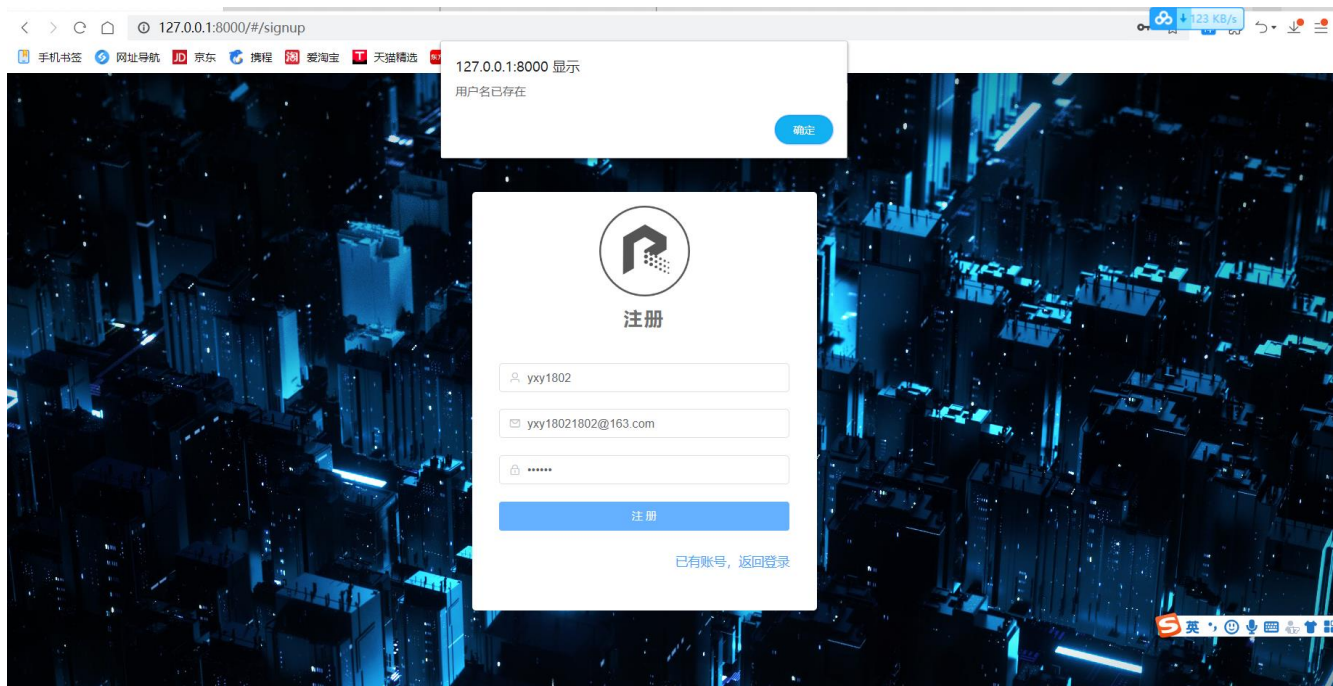 127.0.0.1:8000/#/signup
123 KB/s
手机书签 网址导航 JD 京东 携程 淘 爱淘宝 T 天猫精选
127.0.0.1:8000 显示
用户名已存在
确定
注册
yxy1802
yxy18021802@163.com
••••••
注 册
已有账号，返回登录
S 英